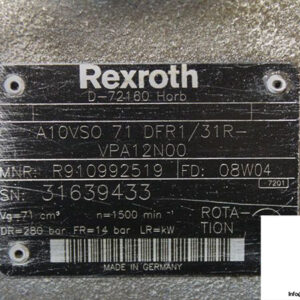 Rexroth
D-72160 Horb
A10VSO 71 DFR1/31R-
VPA12N00
MNR: R910992519 FD: 08W04
7201
SN: 31639433
Vg=71 cm³ n=1500 min⁻¹ ROTA-
DR=280 bar FR=14 bar LR=kW TION
MADE IN GERMANY